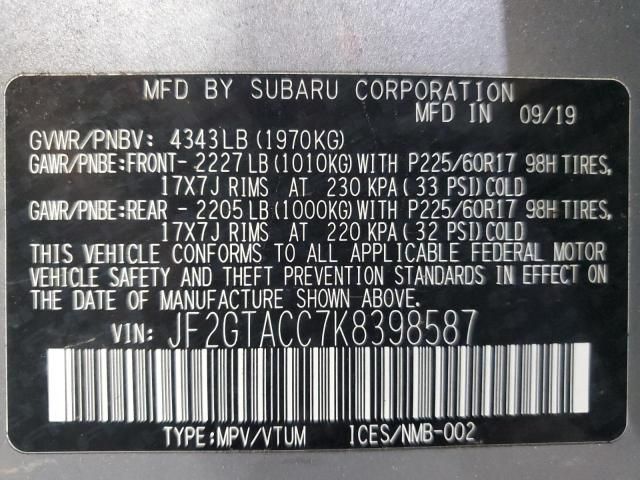 MFD BY SUBARU CORPORATION
MFD IN 09/19
GVWR/PNBV: 4343LB (1970KG)
GAWR/PNBE:FRONT- 2227LB (1010KG) WITH P225/60R17 98H TIRES,
17X7J RIMS AT 230 KPA( 33 PSI) COLD
GAWR/PNBE:REAR - 2205LB (1000KG) WITH P225/60R17 98H TIRES,
17X7J RIMS AT 220 KPA( 32 PSI) COLD
THIS VEHICLE CONFORMS TO ALL APPLICABLE FEDERAL MOTOR
VEHICLE SAFETY AND THEFT PREVENTION STANDARDS IN EFFECT ON
THE DATE OF MANUFACTURE SHOWN ABOVE.
VIN: JF2GTACC7K8398587
TYPE:MPV/VTUM ICES/NMB-002